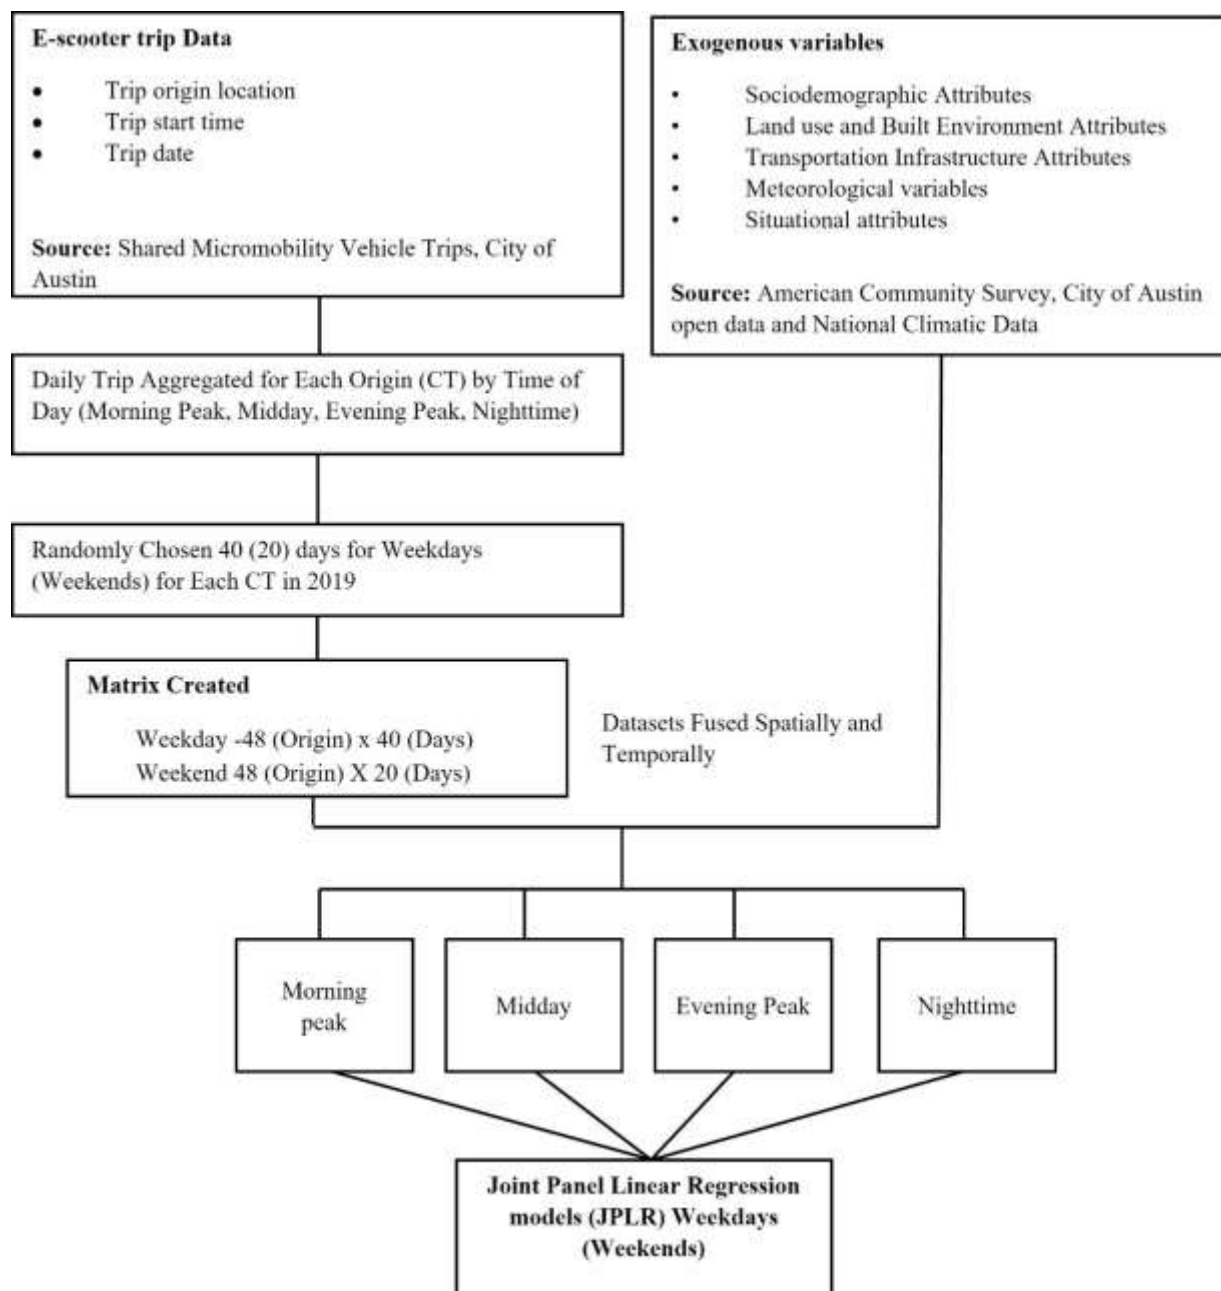 E-scooter trip Data
• Trip origin location
• Trip start time
• Trip date
Source: Shared Micromobility Vehicle Trips, City of
Austin
Exogenous variables
• Sociodemographic Attributes
• Land use and Built Environment Attributes
• Transportation Infrastructure Attributes
• Meteorological variables
• Situational attributes
Source: American Community Survey, City of Austin
open data and National Climatic Data
Daily Trip Aggregated for Each Origin (CT) by Time of
Day (Morning Peak, Midday, Evening Peak, Nighttime)
Randomly Chosen 40 (20) days for Weekdays
(Weekends) for Each CT in 2019
Matrix Created
Weekday -48 (Origin) x 40 (Days)
Weekend 48 (Origin) X 20 (Days)
Datasets Fused Spatially and
Temporally
Morning
peak
Midday
Evening Peak
Nighttime
Joint Panel Linear Regression
models (JPLR) Weekdays
(Weekends)